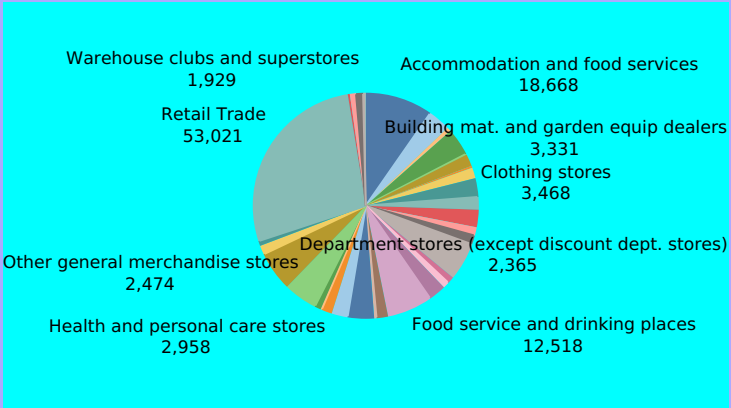 Warehouse clubs and superstores
1,929
Accommodation and food services
18,668
Retail Trade
53,021
Building mat. and garden equip dealers
3,331
Clothing stores
3,468
Department stores (except discount dept. stores)
2,365
Other general merchandise stores
2,474
Food service and drinking places
12,518
Health and personal care stores
2,958